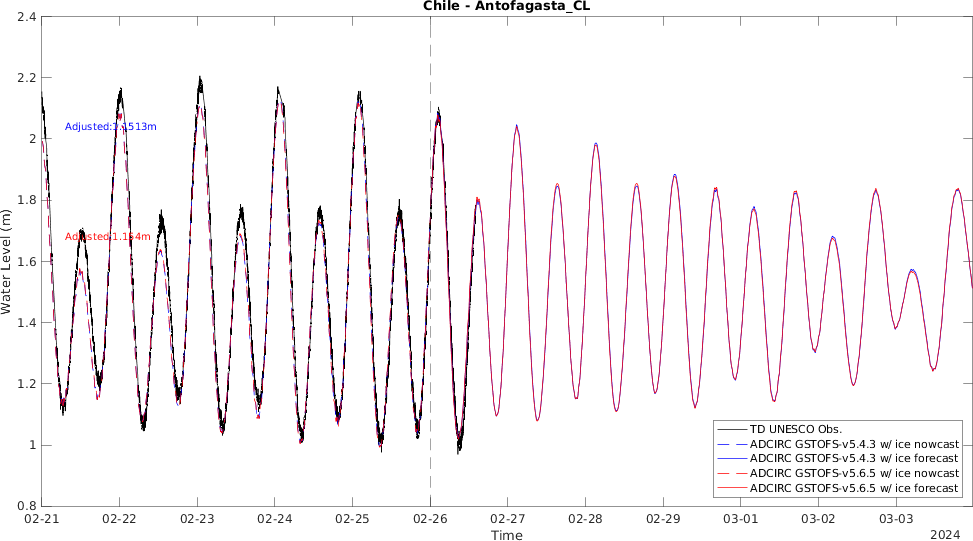 Chile - Antofagasta_CL
2.4
2.2
2
1.8
1.6
1.4
1.2
1
0.8
Water Level (m)
Adjusted:1.1513m
Adjusted:1.154m
TD UNESCO Obs.
ADCIRC GSTOFS-v5.4.3 w/ ice nowcast
ADCIRC GSTOFS-v5.4.3 w/ ice forecast
ADCIRC GSTOFS-v5.6.5 w/ ice nowcast
ADCIRC GSTOFS-v5.6.5 w/ ice forecast
02-21 02-22 02-23 02-24 02-25 02-26 02-27 02-28 02-29 03-01 03-02 03-03
Time
2024